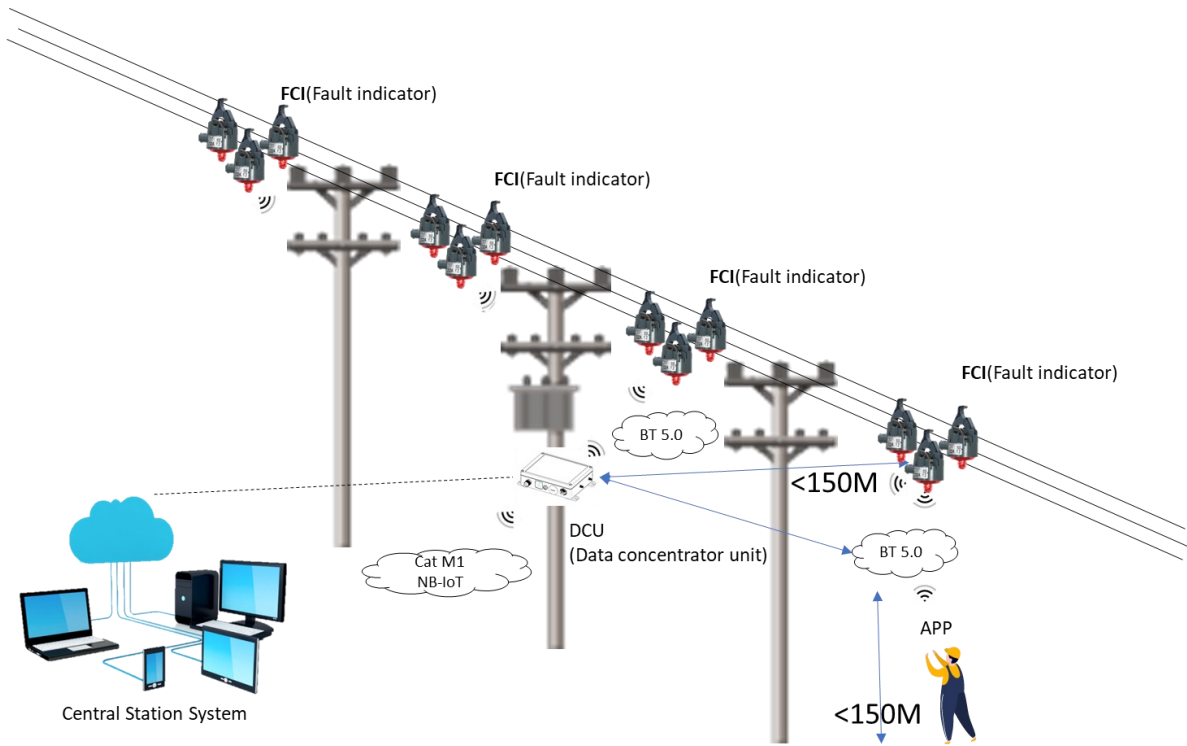 FCI(Fault indicator)
FCI(Fault indicator)
FCI(Fault indicator)
FCI(Fault indicator)
BT 5.0
<150M
DCU
(Data concentrator unit)
BT 5.0
Cat M1
NB-IoT
APP
Central Station System
<150M